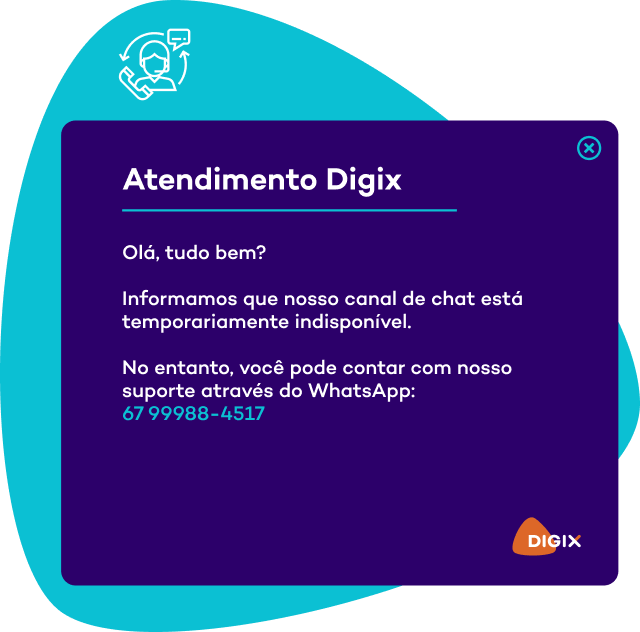 Atendimento Digix
Olá, tudo bem?
Informamos que nosso canal de chat está
temporariamente indisponível.
No entanto, você pode contar com nosso
suporte através do WhatsApp:
67 99988-4517
DIGIX